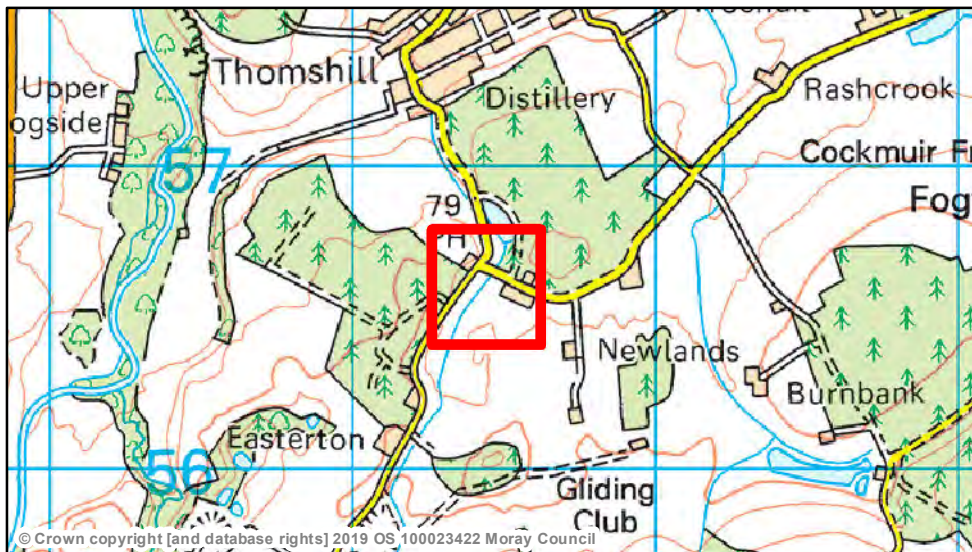 Thomshill
Upper
ogside
Distillery
Rashcrook
57
Cockmuir
79
Fog
H
Newlands
Burnbank
Easterton
56
Gliding
Club
© Crown copyright [and database rights] 2019 OS 100023422 Moray Council